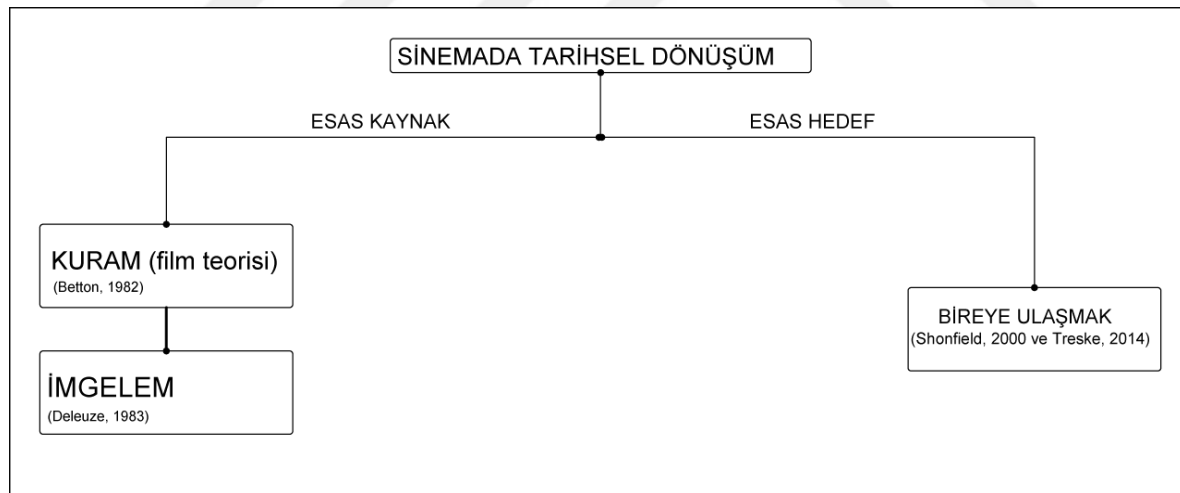 SİNEMADA TARİHSEL DÖNÜŞÜM
ESAS KAYNAK
ESAS HEDEF
KURAM (film teorisi)
(Betton, 1982)
İMGELEM
(Deleuze, 1983)
BİREYE ULAŞMAK
(Shonfield, 2000 ve Treske, 2014)